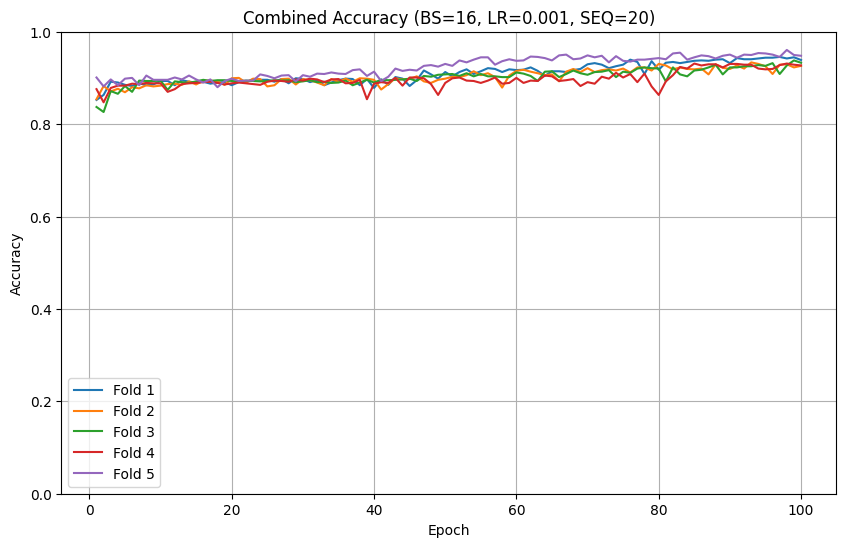 Combined Accuracy (BS=16, LR=0.001, SEQ=20)
Accuracy
1.0
0.8
0.6
0.4
0.2
0.0
Fold 1
Fold 2
Fold 3
Fold 4
Fold 5
0 20 40 60 80 100
Epoch